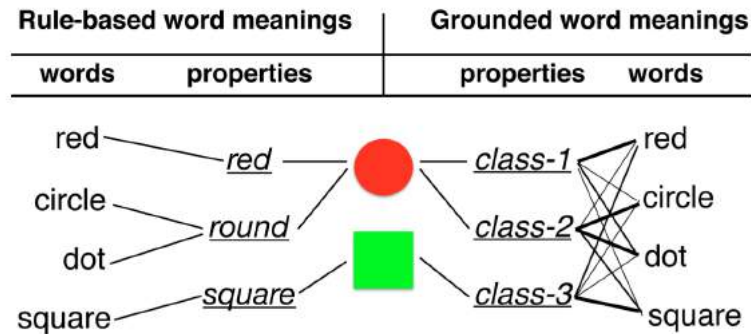 Rule-based word meanings Grounded word meanings
words properties properties words
red red class-1 red
circle round class-2 circle
dot dot
square square class-3 square